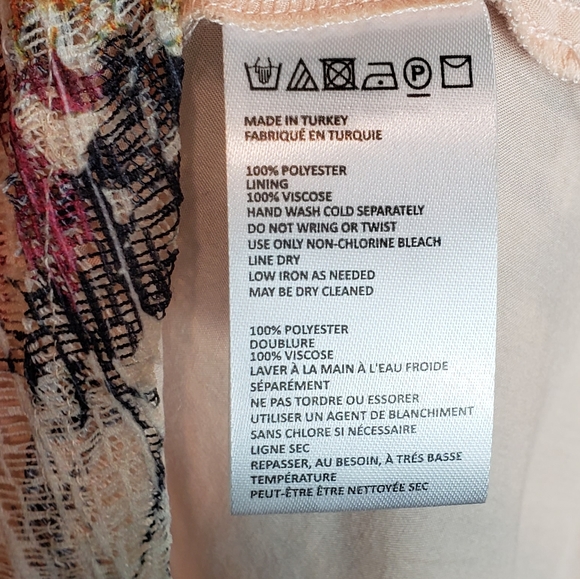 P
MADE IN TURKEY
FABRIQUÉ EN TURQUIE
100% POLYESTER
LINING
100% VISCOSE
HAND WASH COLD SEPARATELY
DO NOT WRING OR TWIST
USE ONLY NON-CHLORINE BLEACH
LINE DRY
LOW IRON AS NEEDED
MAY BE DRY CLEANED
100% POLYESTER
DOUBLURE
100% VISCOSE
LAVER À LA MAIN À L'EAU FROIDE
SÉPARÉMENT
NE PAS TORDRE OU ESSORER
UTILISER UN AGENT DE BLANCHIMENT
SANS CHLORE SI NÉCESSAIRE
LIGNE SEC
REPASSER, AU BESOIN, À TRÉS BASSE
TEMPÉRATURE
PEUT-ÊTRE ÊTRE NETTOYÉE SEC